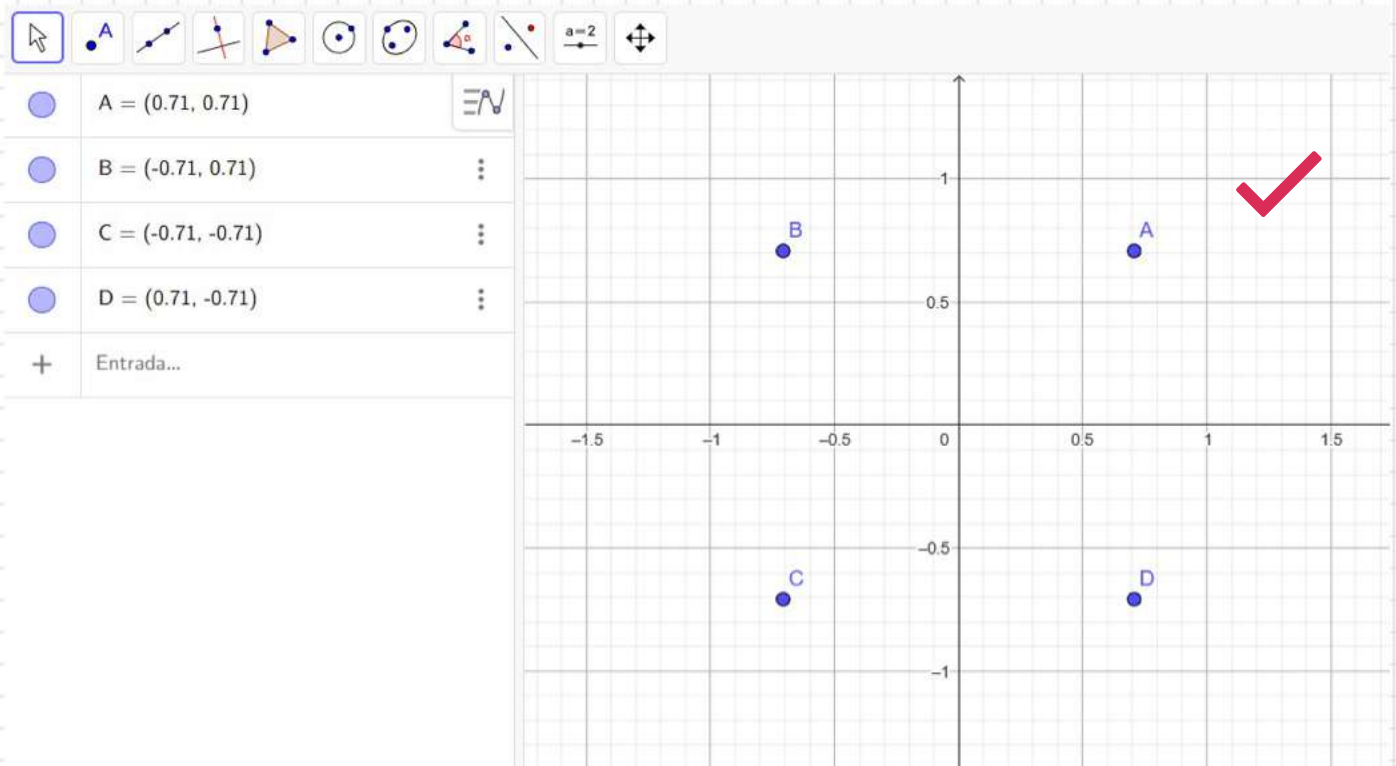 A
a=2
A = (0.71, 0.71)
B = (-0.71, 0.71)
C = (-0.71, -0.71)
D = (0.71, -0.71)
+ Entrada...
1
B
A
0.5
–1.5 –1 –0.5 0 0.5 1 1.5
–0.5
C
D
–1